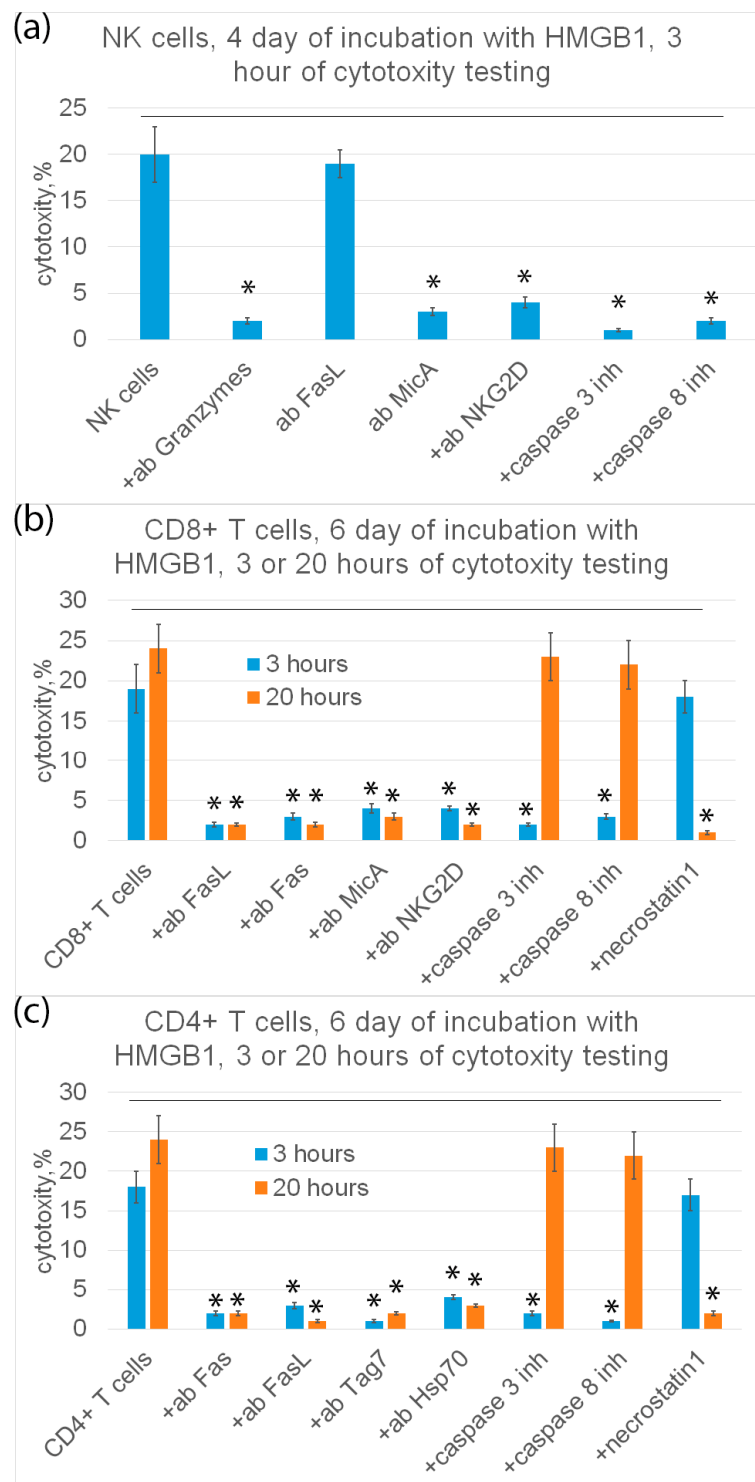 (a)
NK cells, 4 day of incubation with HMGB1, 3
hour of cytotoxity testing
cytotoxity,%
25
20
15
10
5
0
*
*
*
*
*
NK cells
+ab Granzymes
ab FasL
ab MicA
+ab NKG2D
+caspase 3 inh
+caspase 8 inh
(b)
CD8+ T cells, 6 day of incubation with
HMGB1, 3 or 20 hours of cytotoxity testing
cytotoxity,%
30
25
20
15
10
5
0
3 hours
20 hours
* *
* *
* *
* *
*
*
*
CD8+ T cells
+ab FasL
+ab Fas
+ab MicA
+ab NKG2D
+caspase 3 inh
+caspase 8 inh
+necrostatin1
(c)
CD4+ T cells, 6 day of incubation with
HMGB1, 3 or 20 hours of cytotoxity testing
cytotoxity,%
30
25
20
15
10
5
0
3 hours
20 hours
* *
* *
* *
* *
*
*
*
CD4+ T cells
+ab Fas
+ab FasL
+ab Tag7
+ab Hsp70
+caspase 3 inh
+caspase 8 inh
+necrostatin1